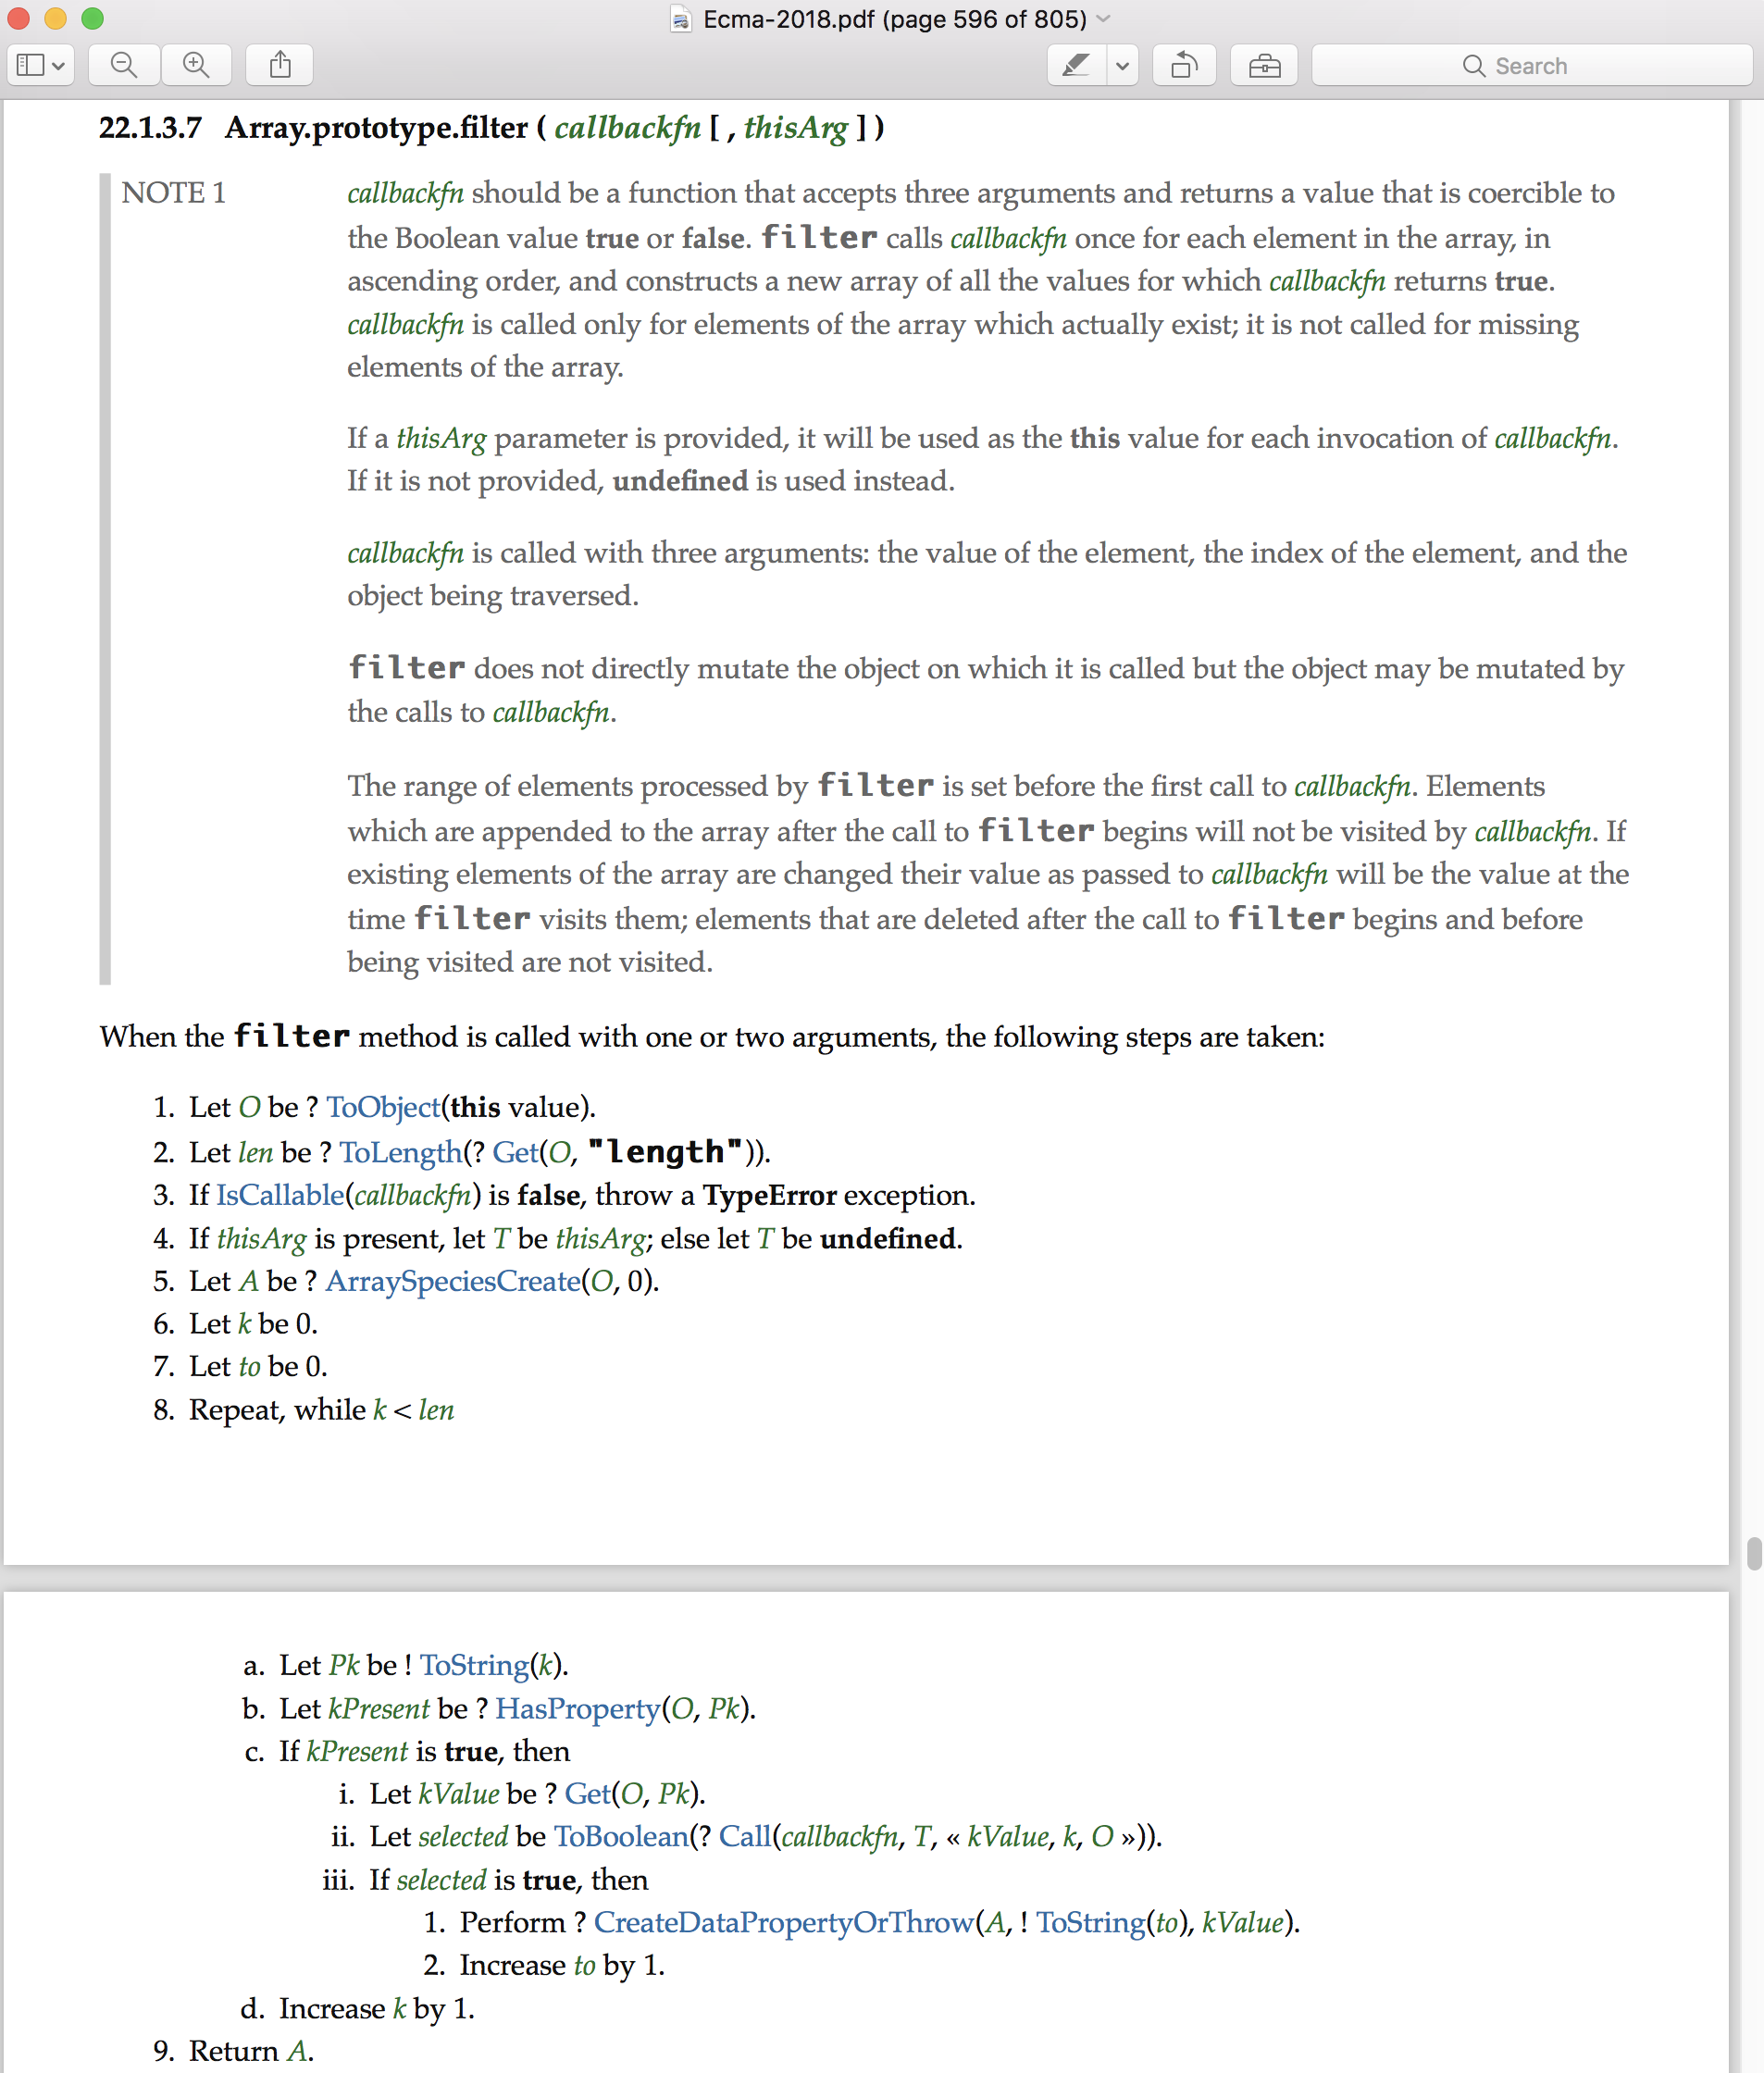 Ecma-2018.pdf (page 596 of 805)
Search
22.1.3.7 Array.prototype.filter ( callbackfn [ , thisArg ] )
NOTE 1
callbackfn should be a function that accepts three arguments and returns a value that is coercible to
the Boolean value true or false. filter calls callbackfn once for each element in the array, in
ascending order, and constructs a new array of all the values for which callbackfn returns true.
callbackfn is called only for elements of the array which actually exist; it is not called for missing
elements of the array.
If a thisArg parameter is provided, it will be used as the this value for each invocation of callbackfn.
If it is not provided, undefined is used instead.
callbackfn is called with three arguments: the value of the element, the index of the element, and the
object being traversed.
filter does not directly mutate the object on which it is called but the object may be mutated by
the calls to callbackfn.
The range of elements processed by filter is set before the first call to callbackfn. Elements
which are appended to the array after the call to filter begins will not be visited by callbackfn. If
existing elements of the array are changed their value as passed to callbackfn will be the value at the
time filter visits them; elements that are deleted after the call to filter begins and before
being visited are not visited.
When the filter method is called with one or two arguments, the following steps are taken:
1. Let O be ? ToObject(this value).
2. Let len be ? ToLength(? Get(O, "length")).
3. If IsCallable(callbackfn) is false, throw a TypeError exception.
4. If thisArg is present, let T be thisArg; else let T be undefined.
5. Let A be ? ArraySpeciesCreate(O, 0).
6. Let k be 0.
7. Let to be 0.
8. Repeat, while k < len
a. Let Pk be ! ToString(k).
b. Let kPresent be ? HasProperty(O, Pk).
c. If kPresent is true, then
i. Let kValue be ? Get(O, Pk).
ii. Let selected be ToBoolean(? Call(callbackfn, T, « kValue, k, O »)).
iii. If selected is true, then
1. Perform ? CreateDataPropertyOrThrow(A, ! ToString(to), kValue).
2. Increase to by 1.
d. Increase k by 1.
9. Return A.